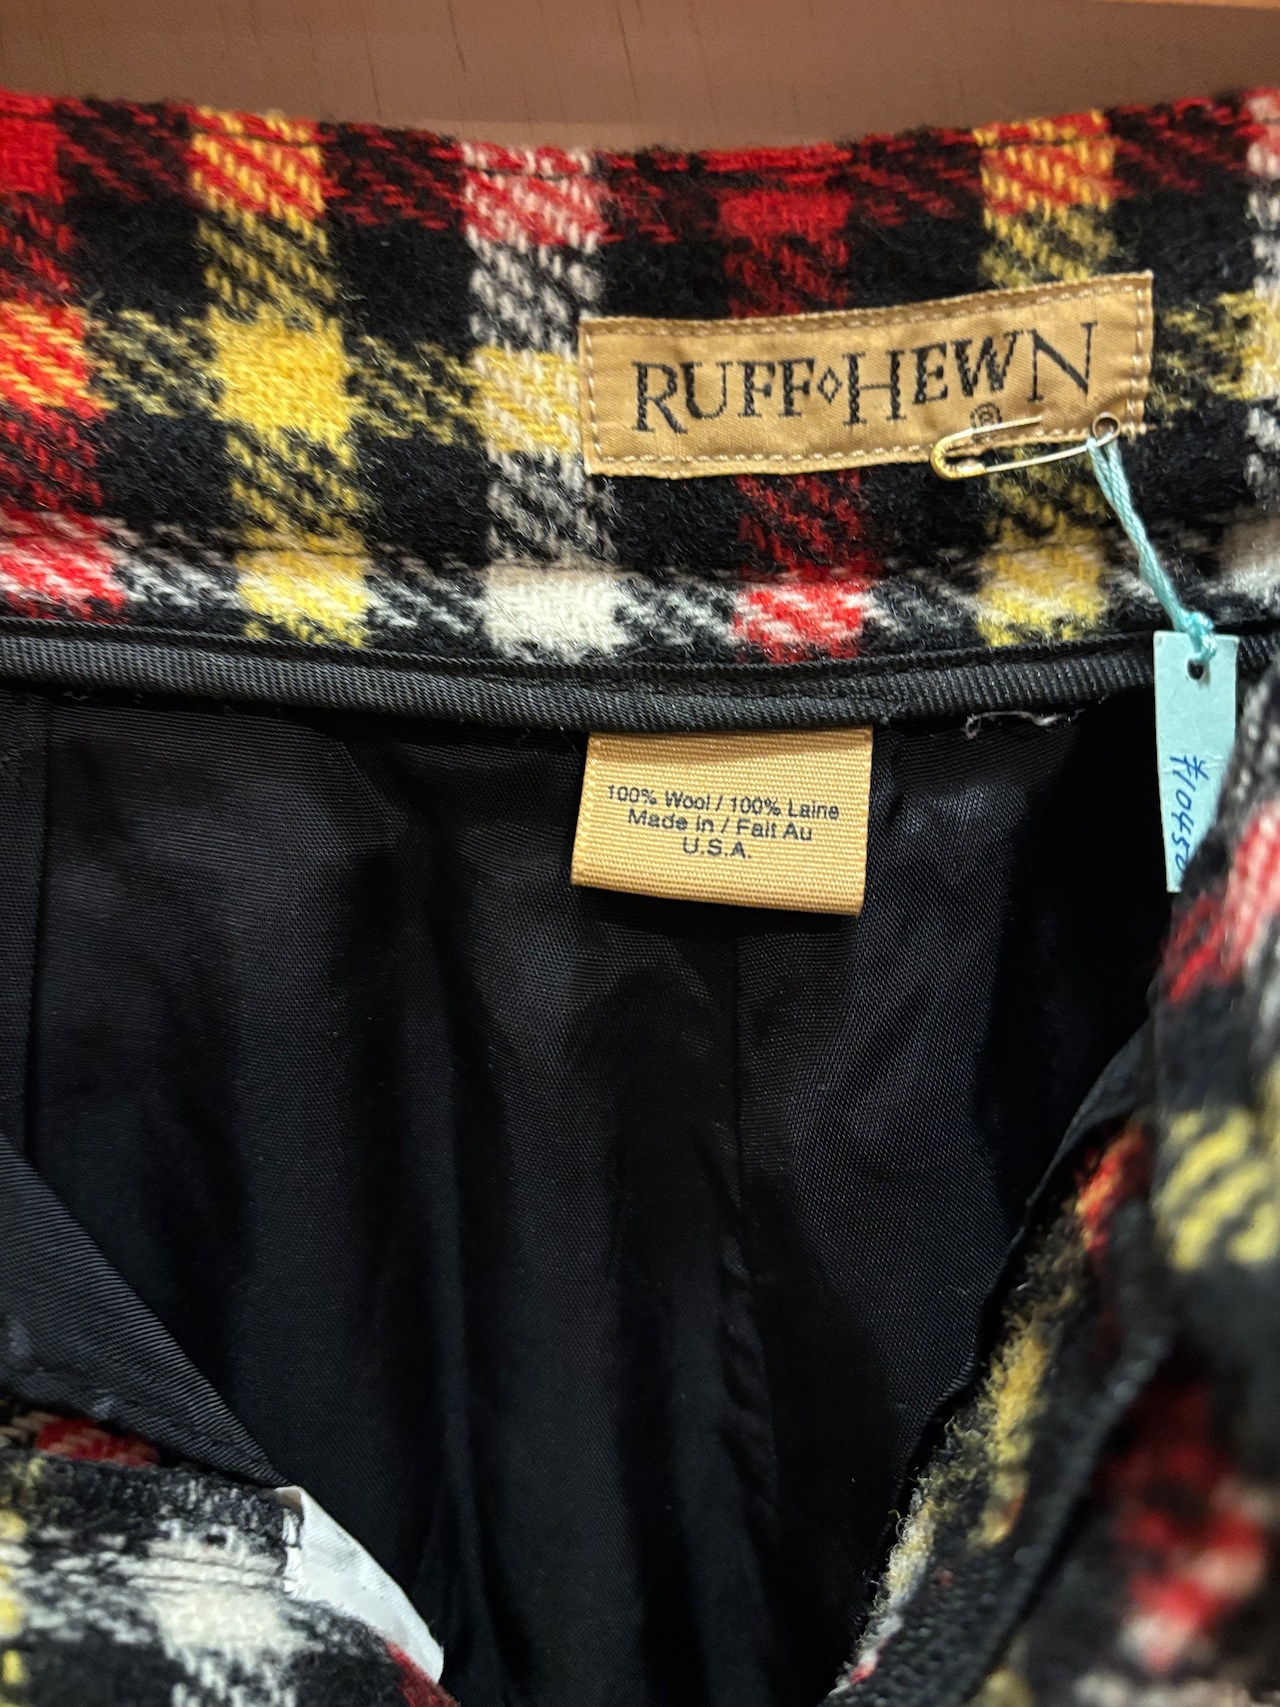 RUFF◊HEWN
®
100% Wool / 100% Laine
Made In / Fait Au
U.S.A.